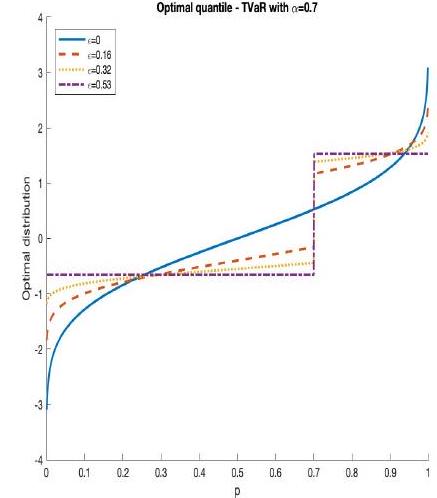 Optimal quantile - TVaR with α=0.7
4
3
2
1
0
-1
-2
-3
-4
Optimal distribution
ε=0
ε=0.16
ε=0.32
ε=0.53
0 0.1 0.2 0.3 0.4 0.5 0.6 0.7 0.8 0.9 1
p